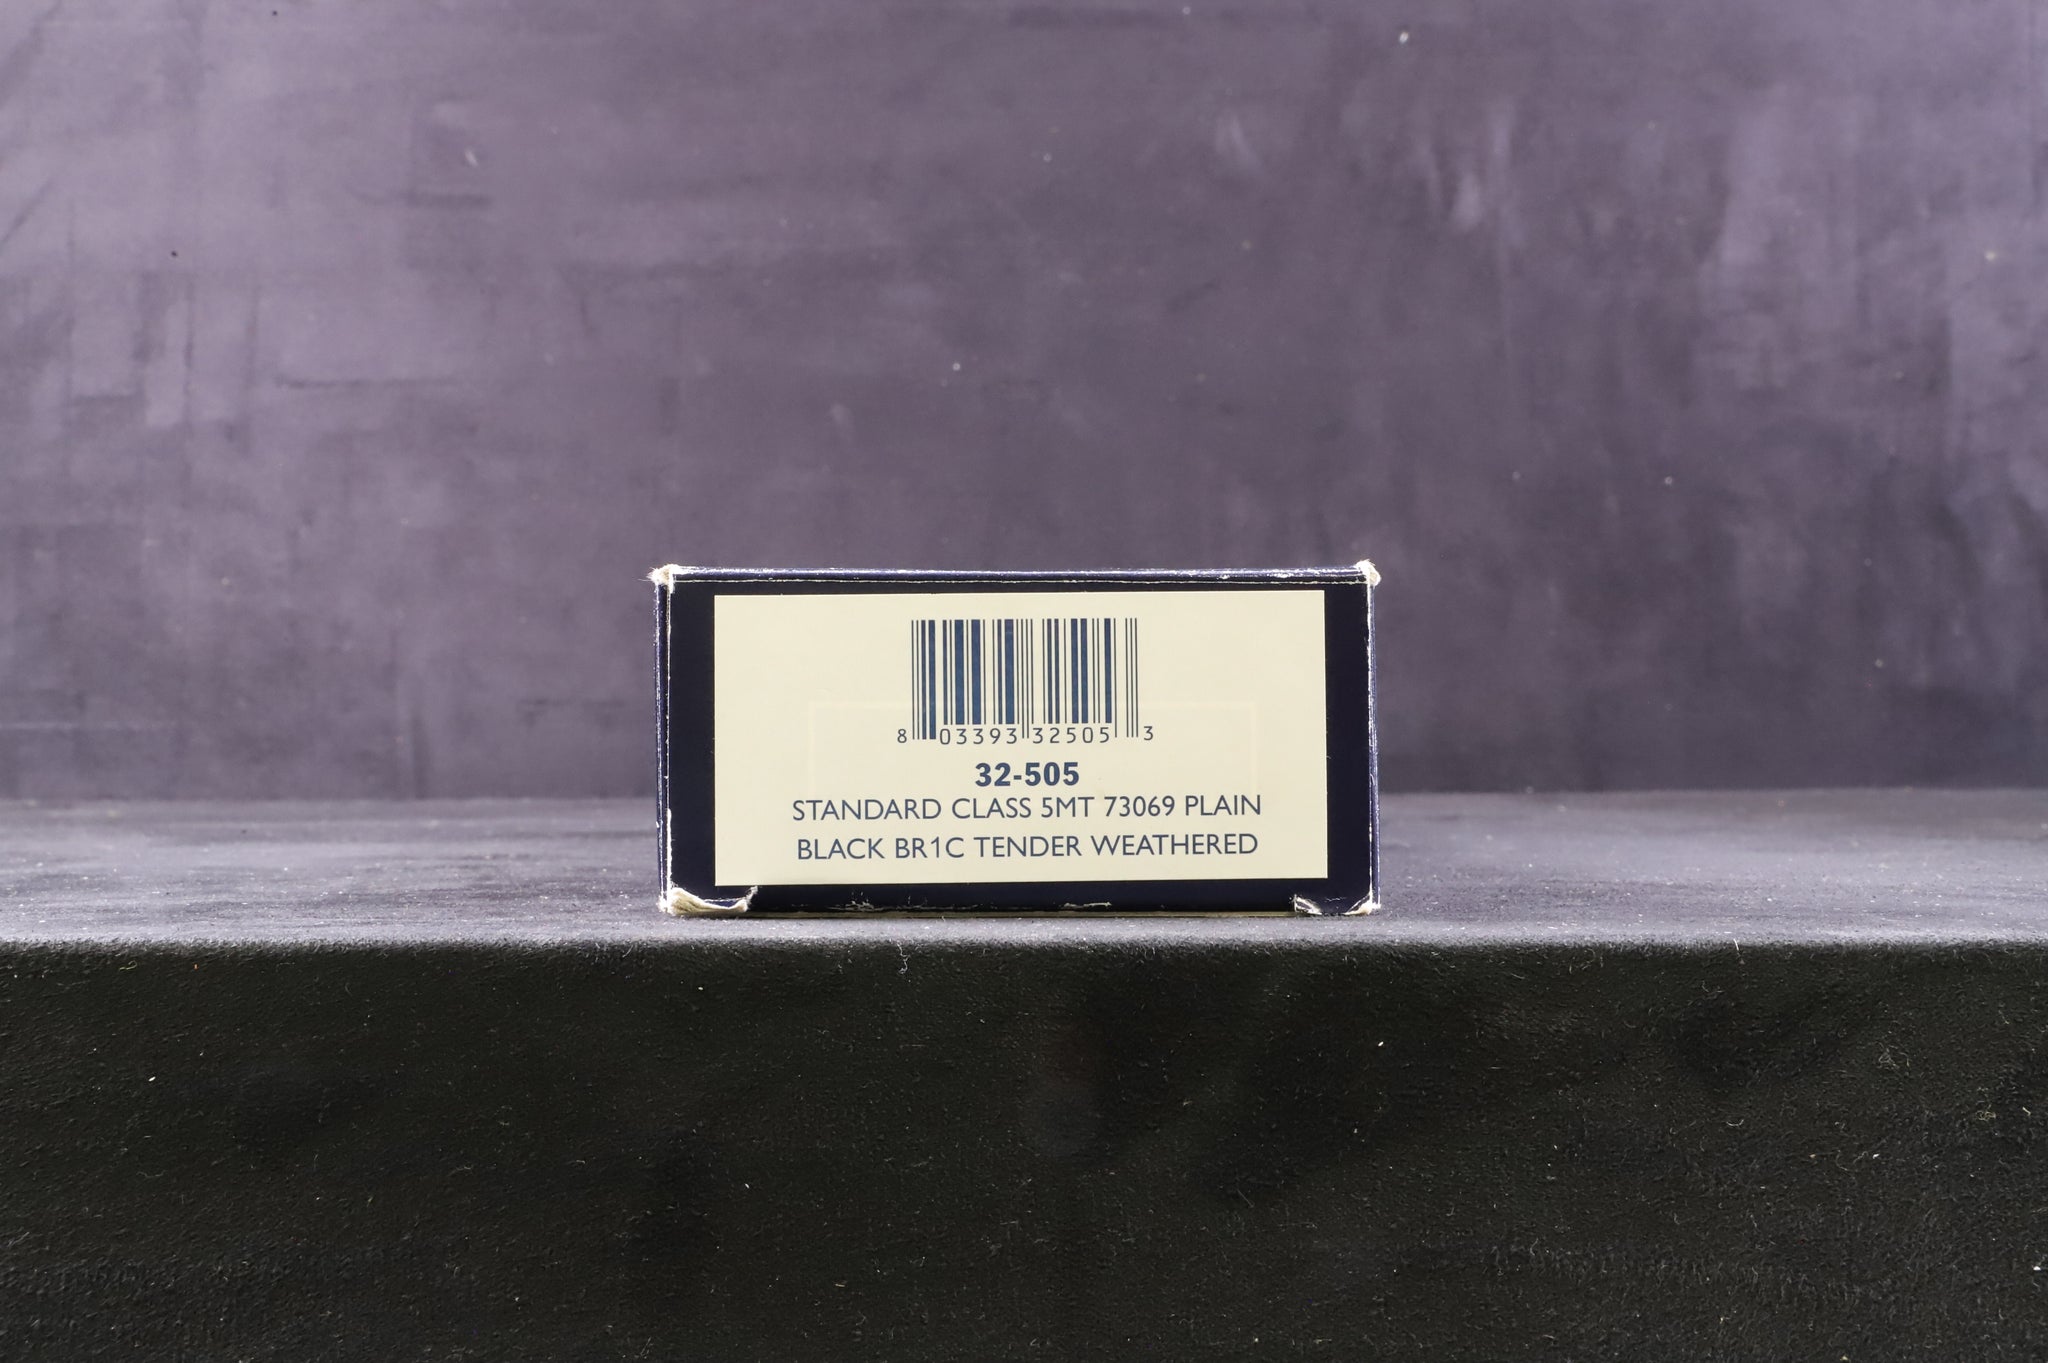 8 03393 32505 3
32-505
STANDARD CLASS 5MT 73069 PLAIN
BLACK BR1C TENDER WEATHERED